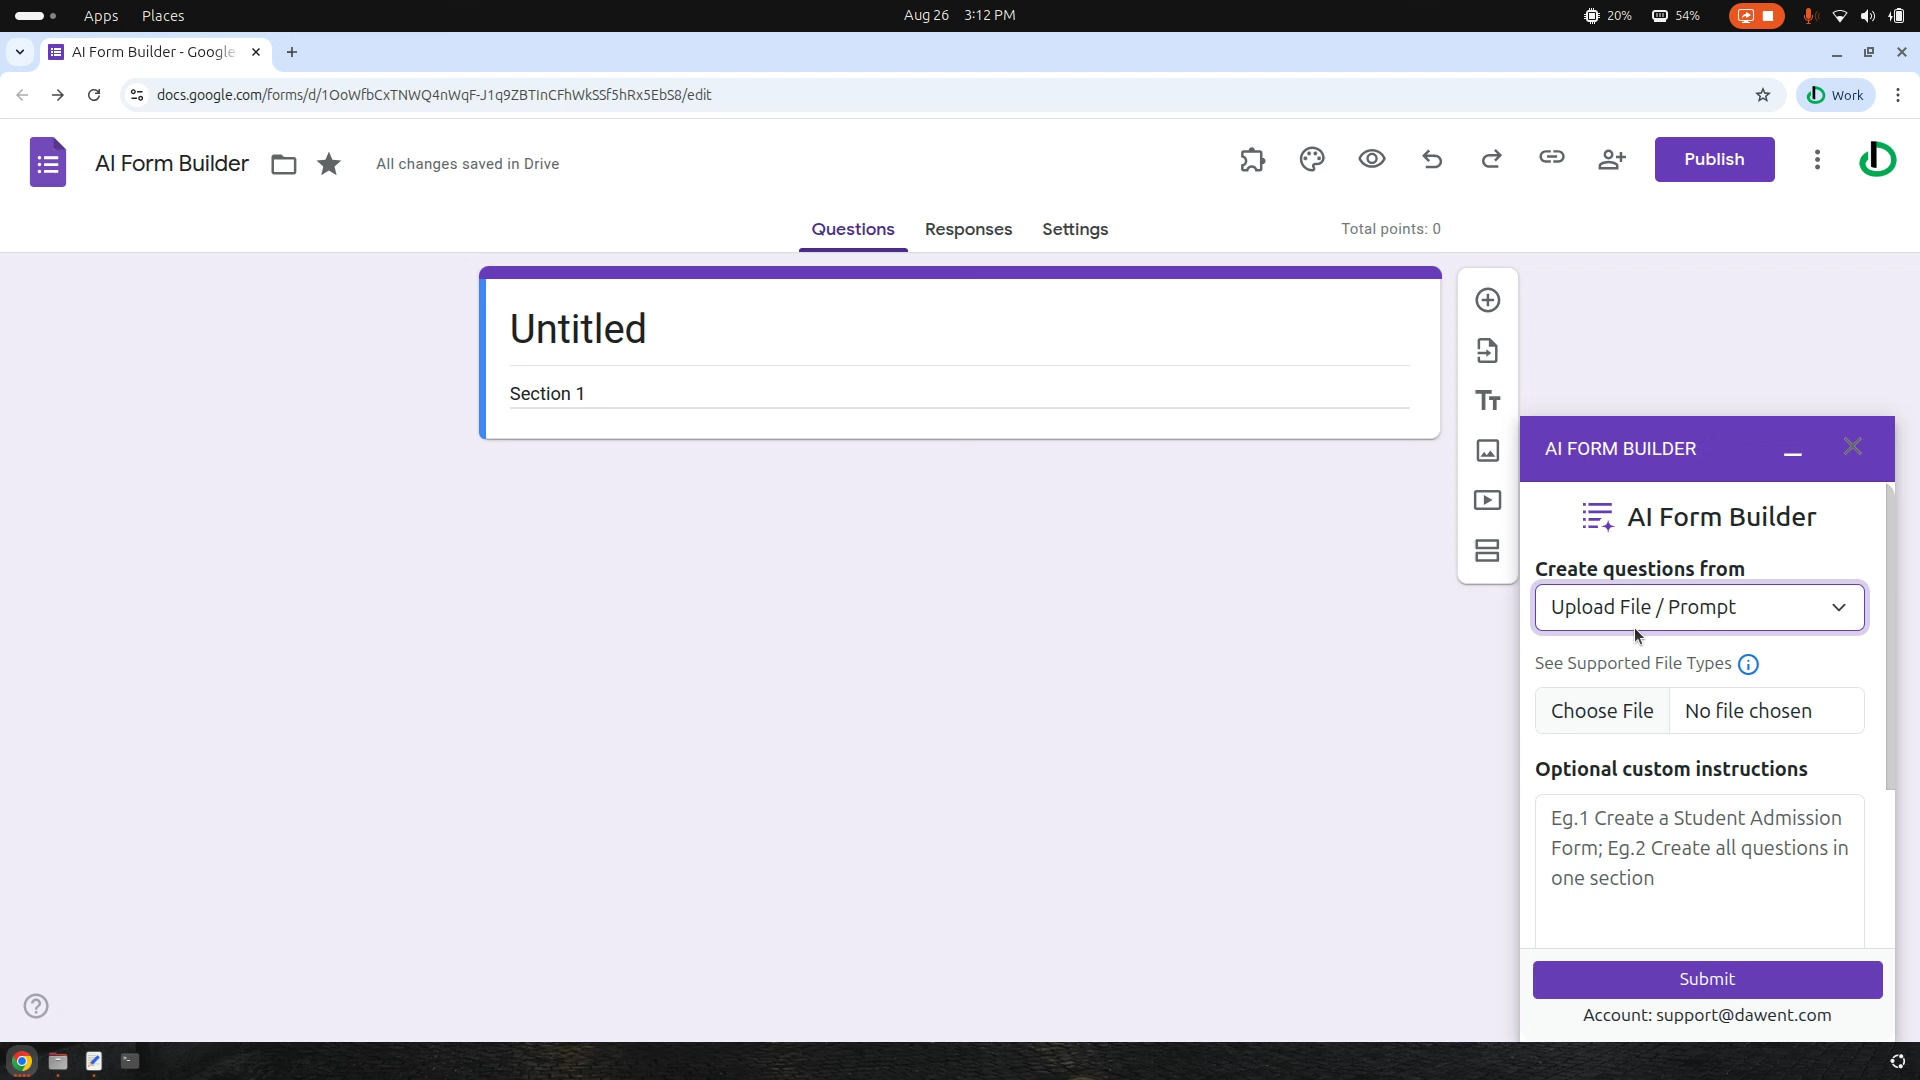 Apps Places Aug 26 3:12 PM 20% 54%
AI Form Builder - Google
docs.google.com/forms/d/1OoWfbCxTNWQ4nWqF-J1q9ZBTInCFhWkSSf5hRx5EbS8/edit Work
AI Form Builder All changes saved in Drive Publish
Questions Responses Settings Total points: 0
Untitled
Section 1
AI FORM BUILDER
AI Form Builder
Create questions from
Upload File / Prompt
See Supported File Types
Choose File No file chosen
Optional custom instructions
Eg.1 Create a Student Admission
Form; Eg.2 Create all questions in
one section
Submit
Account: support@dawent.com